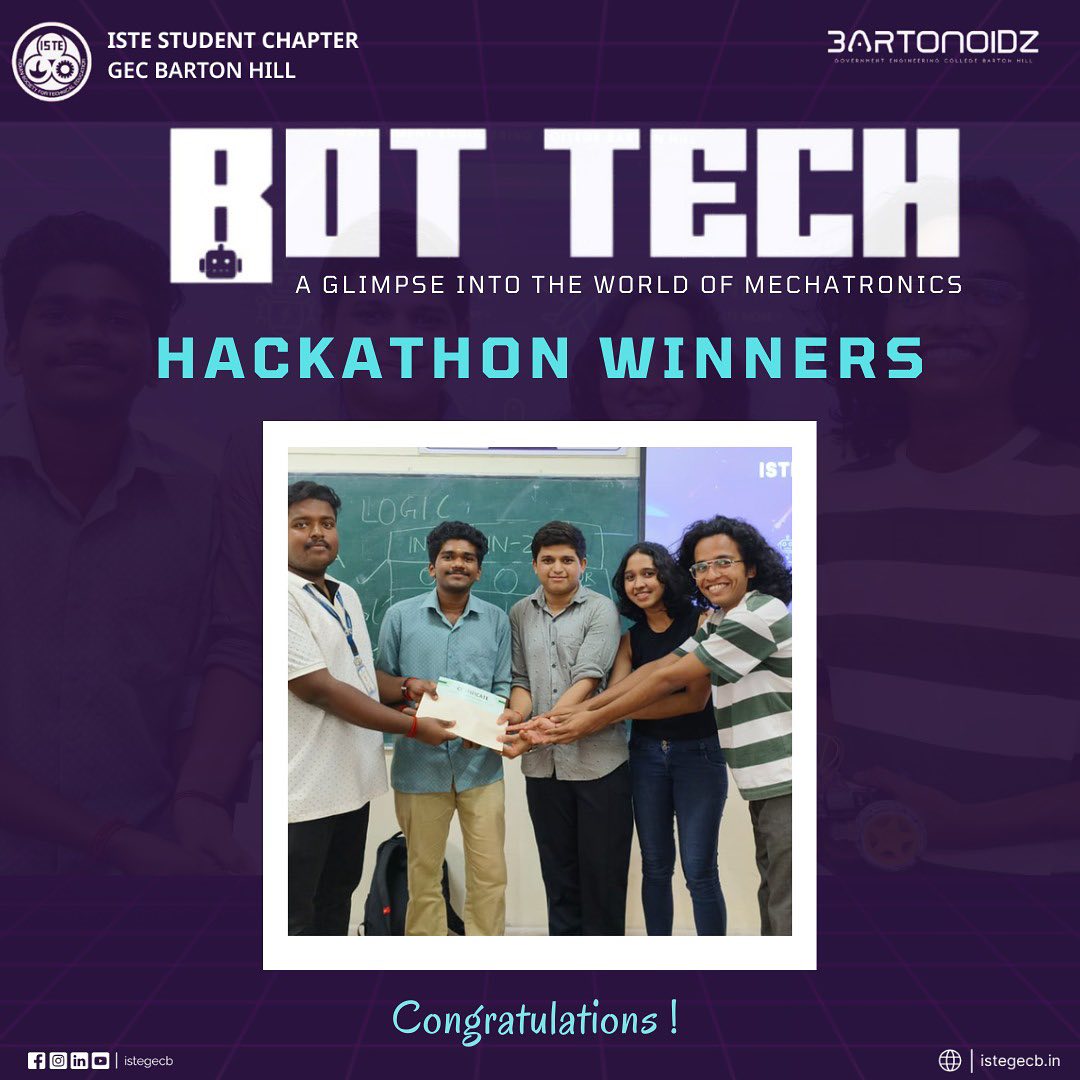 ISTE
ISTE STUDENT CHAPTER
GEC BARTON HILL
BARTONOIDZ
GOVERNMENT ENGINEERING COLLEGE BARTON HILL
BOT TECH
A GLIMPSE INTO THE WORLD OF MECHATRONICS
HACKATHON WINNERS
LOGIC
IST
CERTIFICATE
Congratulations !
istegecb
istegecb.in